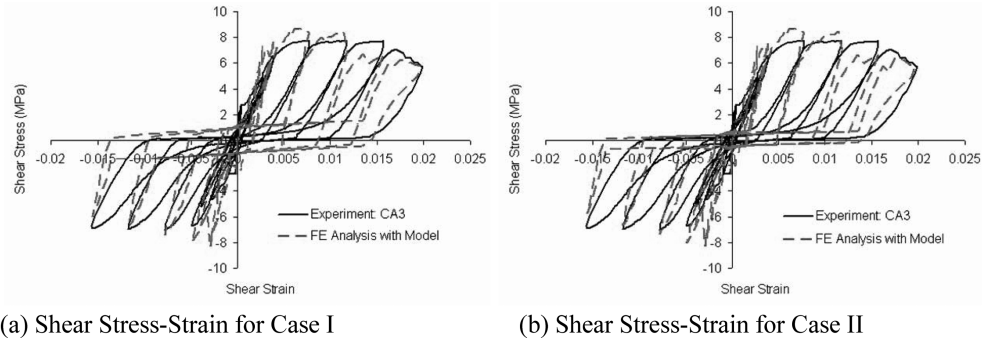 10
8
6
4
2
-0.02 -0.015 -0.01 -0.005 0.005 0.01 0.015 0.02 0.025
-4
-6
-8
-10
Shear Stress (MPa)
Shear Strain
Experiment: CA3
FE Analysis with Model
(a) Shear Stress-Strain for Case I
10
8
6
4
2
-0.02 -0.015 -0.01 -0.005 0.005 0.01 0.015 0.02 0.025
-4
-6
-8
-10
Shear Stress (MPa)
Shear Strain
Experiment: CA3
FE Analysis with Model
(b) Shear Stress-Strain for Case II